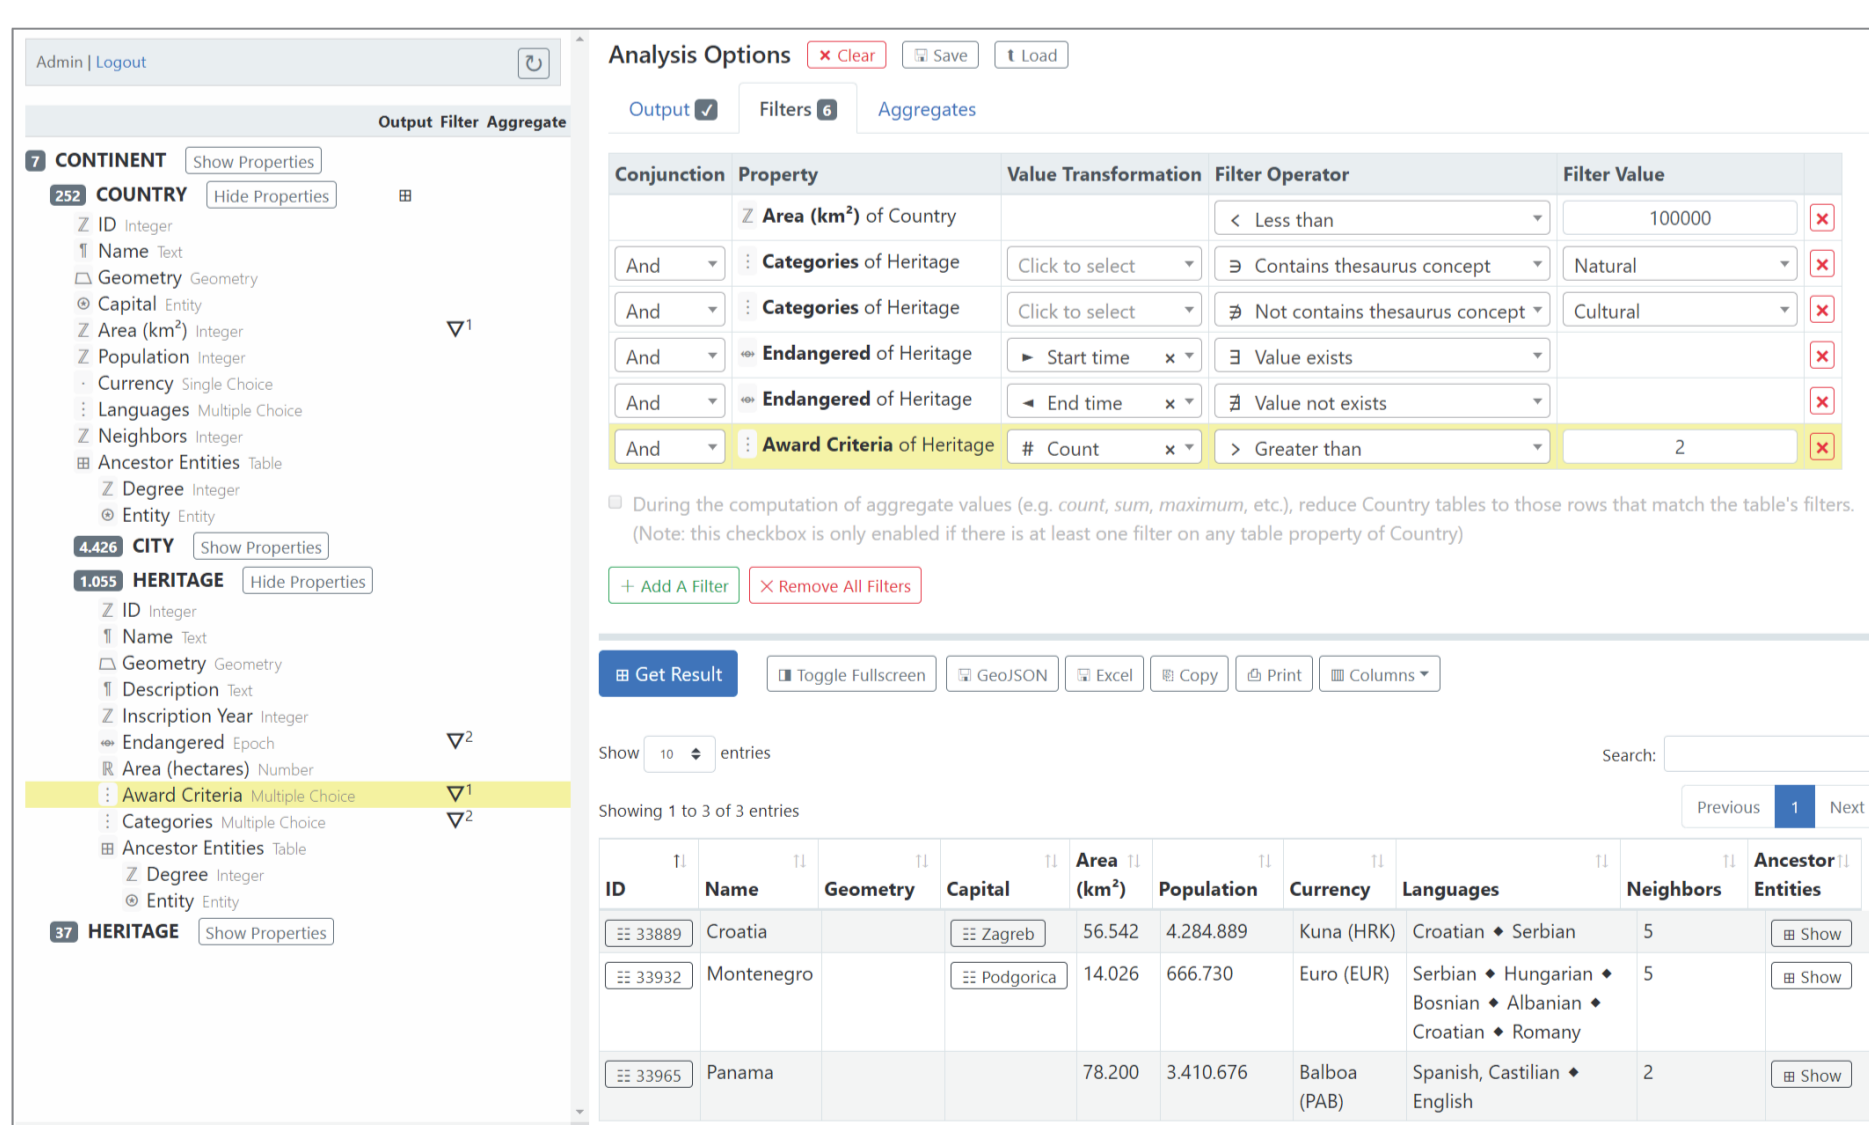 Admin | Logout
Output Filter Aggregate
7 CONTINENT Show Properties
252 COUNTRY Hide Properties
ℤ ID Integer
¶ Name Text
Geometry Geometry
Capital Entity
ℤ Area (km²) Integer ▽1
ℤ Population Integer
· Currency Single Choice
⋮ Languages Multiple Choice
ℤ Neighbors Integer
Ancestor Entities Table
ℤ Degree Integer
Entity Entity
4.426 CITY Show Properties
1.055 HERITAGE Hide Properties
ℤ ID Integer
¶ Name Text
Geometry Geometry
¶ Description Text
ℤ Inscription Year Integer
Endangered Epoch ▽2
ℝ Area (hectares) Number
⋮ Award Criteria Multiple Choice ▽1
⋮ Categories Multiple Choice ▽2
Ancestor Entities Table
ℤ Degree Integer
Entity Entity
37 HERITAGE Show Properties
Analysis Options × Clear Save Load
Output ✓ Filters 6 Aggregates
Conjunction Property Value Transformation Filter Operator Filter Value
ℤ Area (km²) of Country < Less than 100000 ×
And ⋮ Categories of Heritage Click to select ∋ Contains thesaurus concept Natural ×
And ⋮ Categories of Heritage Click to select ∌ Not contains thesaurus concept Cultural ×
And Endangered of Heritage ► Start time × ∃ Value exists ×
And Endangered of Heritage ◄ End time × ∄ Value not exists ×
And ⋮ Award Criteria of Heritage # Count × > Greater than 2 ×
During the computation of aggregate values (e.g. count, sum, maximum, etc.), reduce Country tables to those rows that match the table's filters.
(Note: this checkbox is only enabled if there is at least one filter on any table property of Country)
+ Add A Filter × Remove All Filters
Get Result Toggle Fullscreen GeoJSON Excel Copy Print Columns
Show 10 entries Search:
Showing 1 to 3 of 3 entries Previous 1 Next
ID Name Geometry Capital Area (km²) Population Currency Languages Neighbors Ancestor Entities
33889 Croatia Zagreb 56.542 4.284.889 Kuna (HRK) Croatian ◆ Serbian 5 Show
33932 Montenegro Podgorica 14.026 666.730 Euro (EUR) Serbian ◆ Hungarian ◆ 5 Show
Bosnian ◆ Albanian ◆
Croatian ◆ Romany
33965 Panama 78.200 3.410.676 Balboa Spanish, Castilian ◆ 2 Show
(PAB) English